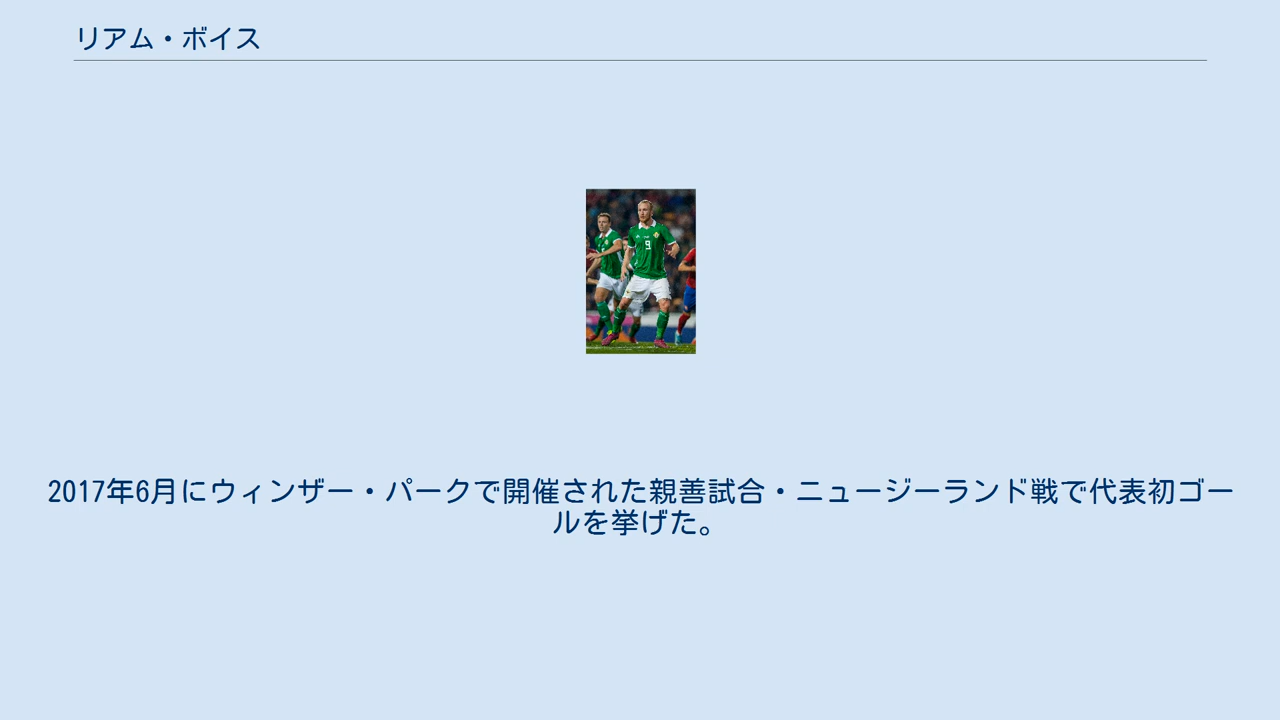 リアム・ボイス
9
2017年6月にウィンザー・パークで開催された親善試合・ニュージーランド戦で代表初ゴー
ルを挙げた。